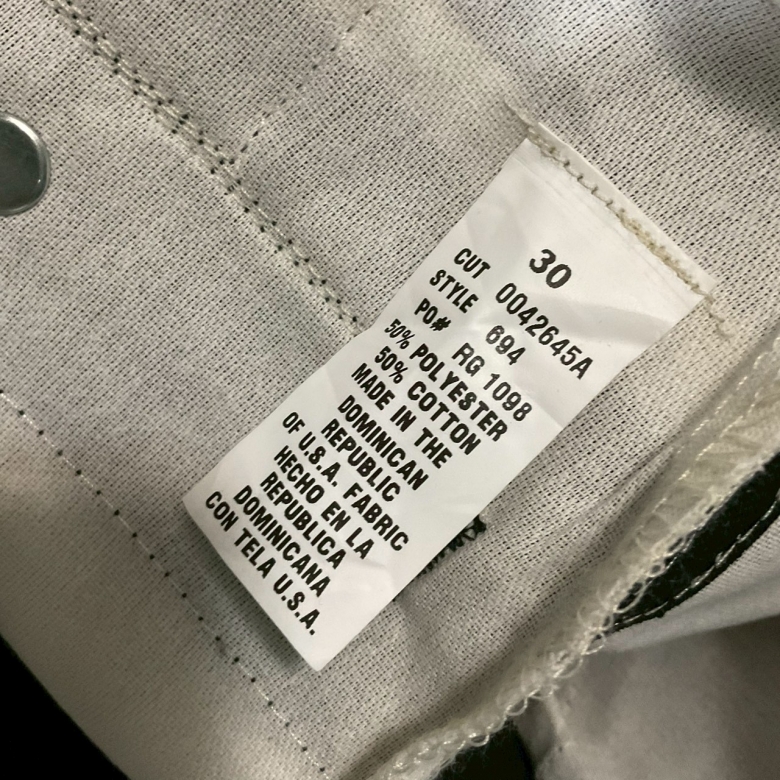 30
CUT 0042645A
STYLE 694
PO# RG 1098
50% POLYESTER
50% COTTON
MADE IN THE
DOMINICAN
REPUBLIC
OF U.S.A. FABRIC
HECHO EN LA
REPUBLICA
DOMINICANA
CON TELA U.S.A.